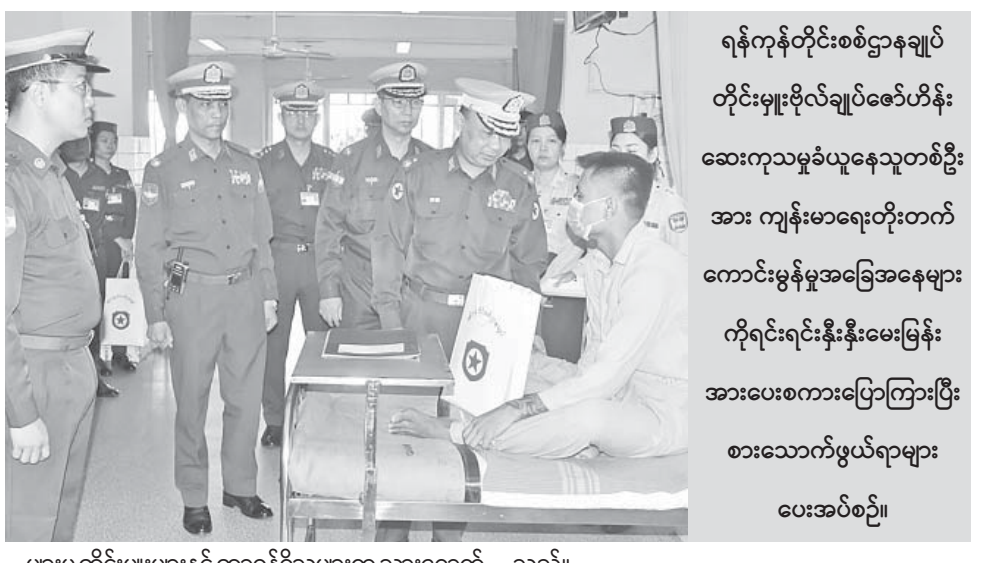 ရန်ကုန်တိုင်းစစ်ဌာနချုပ်
တိုင်းမှူးဗိုလ်ချုပ်ဇော်ဟိန်း
ဆေးကုသမှုခံယူနေသူတစ်ဦး
အား ကျန်းမာရေးတိုးတက်
ကောင်းမွန်မှုအခြေအနေများ
ကိုရင်းရင်းနှီးနှီးမေးမြန်း
အားပေးစကားပြောကြားပြီး
စားသောက်ဖွယ်ရာများ
ပေးအပ်စဉ်။